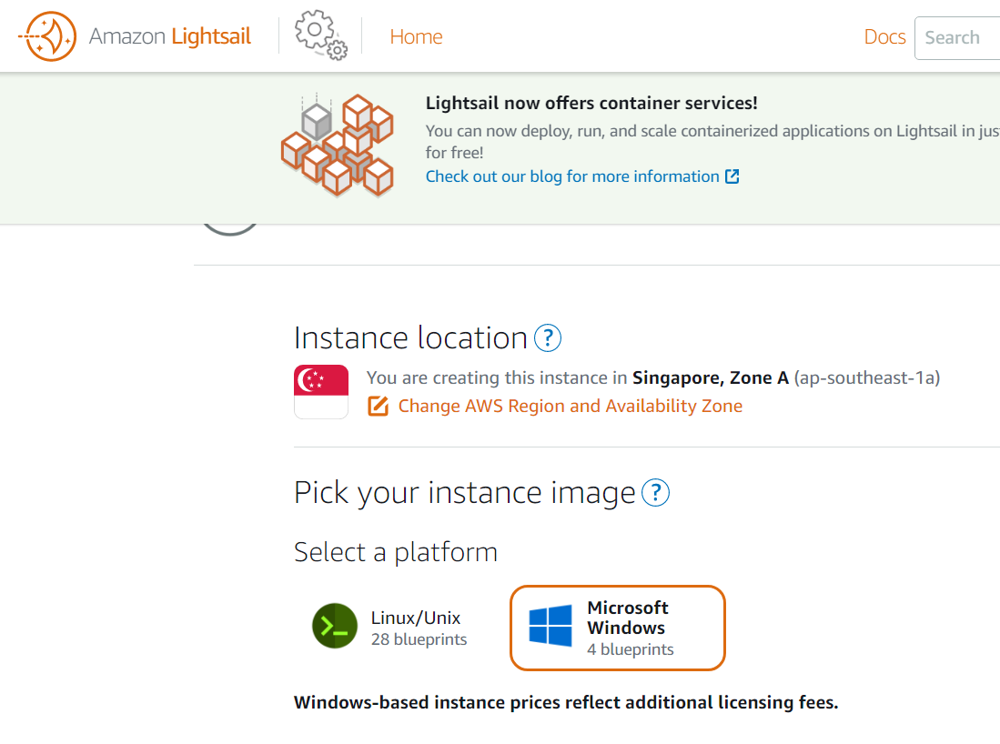 Amazon Lightsail
Home
Docs
Search
Lightsail now offers container services!
You can now deploy, run, and scale containerized applications on Lightsail in jus
for free!
Check out our blog for more information
Instance location ?
You are creating this instance in Singapore, Zone A (ap-southeast-1a)
Change AWS Region and Availability Zone
Pick your instance image ?
Select a platform
Linux/Unix
28 blueprints
Microsoft
Windows
4 blueprints
Windows-based instance prices reflect additional licensing fees.